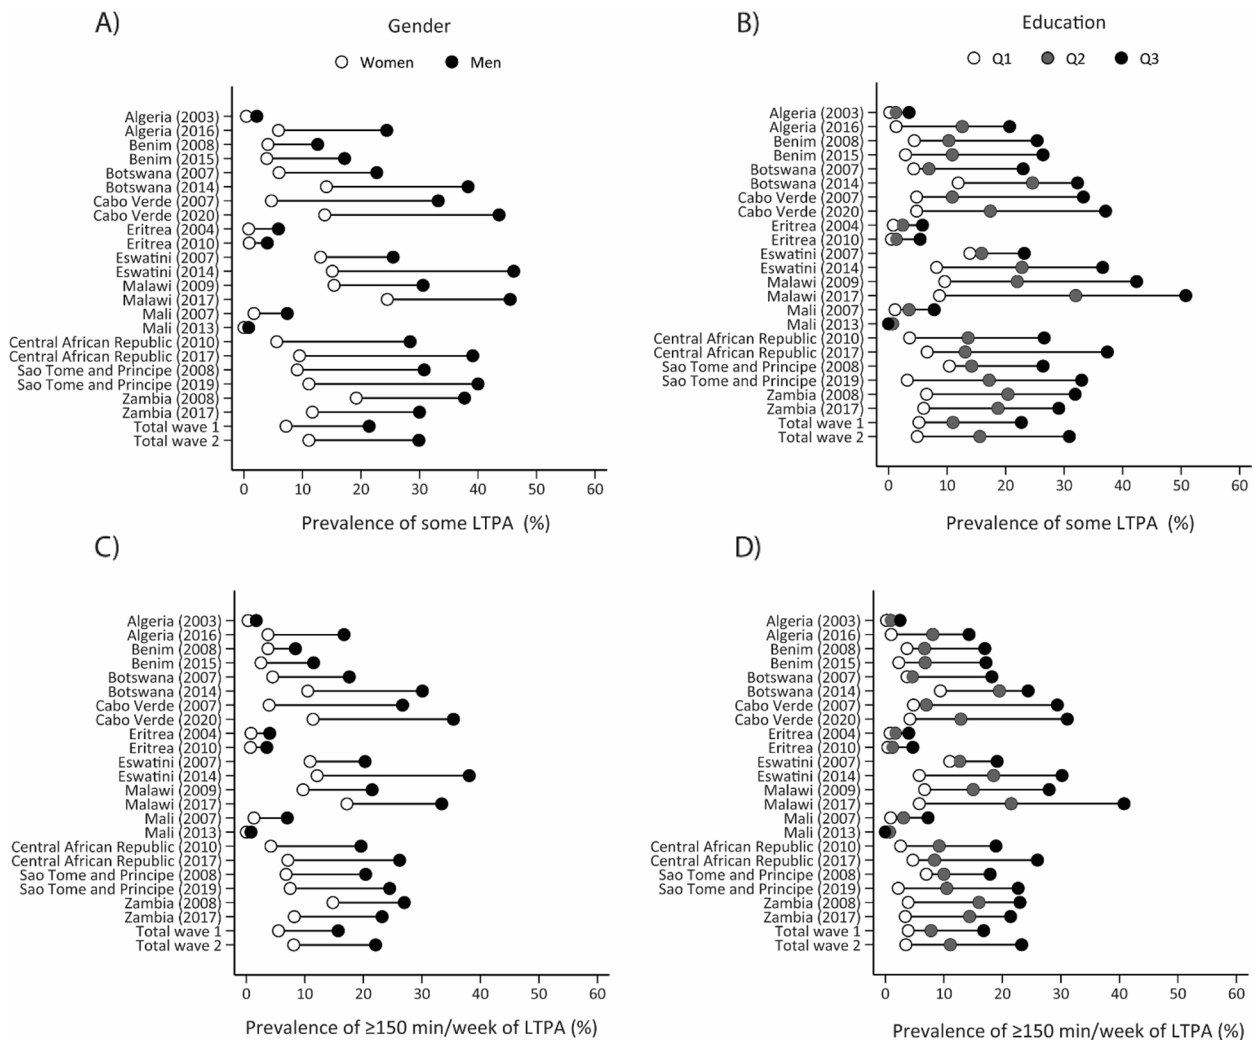 A)
Gender
Women Men
Algeria (2003)
Algeria (2016)
Benim (2008)
Benim (2015)
Botswana (2007)
Botswana (2014)
Cabo Verde (2007)
Cabo Verde (2020)
Eritrea (2004)
Eritrea (2010)
Eswatini (2007)
Eswatini (2014)
Malawi (2009)
Malawi (2017)
Mali (2007)
Mali (2013)
Central African Republic (2010)
Central African Republic (2017)
Sao Tome and Principe (2008)
Sao Tome and Principe (2019)
Zambia (2008)
Zambia (2017)
Total wave 1
Total wave 2
0 10 20 30 40 50 60
Prevalence of some LTPA (%)
B)
Education
Q1 Q2 Q3
Algeria (2003)
Algeria (2016)
Benim (2008)
Benim (2015)
Botswana (2007)
Botswana (2014)
Cabo Verde (2007)
Cabo Verde (2020)
Eritrea (2004)
Eritrea (2010)
Eswatini (2007)
Eswatini (2014)
Malawi (2009)
Malawi (2017)
Mali (2007)
Mali (2013)
Central African Republic (2010)
Central African Republic (2017)
Sao Tome and Principe (2008)
Sao Tome and Principe (2019)
Zambia (2008)
Zambia (2017)
Total wave 1
Total wave 2
0 10 20 30 40 50 60
Prevalence of some LTPA (%)
C)
Algeria (2003)
Algeria (2016)
Benim (2008)
Benim (2015)
Botswana (2007)
Botswana (2014)
Cabo Verde (2007)
Cabo Verde (2020)
Eritrea (2004)
Eritrea (2010)
Eswatini (2007)
Eswatini (2014)
Malawi (2009)
Malawi (2017)
Mali (2007)
Mali (2013)
Central African Republic (2010)
Central African Republic (2017)
Sao Tome and Principe (2008)
Sao Tome and Principe (2019)
Zambia (2008)
Zambia (2017)
Total wave 1
Total wave 2
0 10 20 30 40 50 60
Prevalence of ≥150 min/week of LTPA (%)
D)
Algeria (2003)
Algeria (2016)
Benim (2008)
Benim (2015)
Botswana (2007)
Botswana (2014)
Cabo Verde (2007)
Cabo Verde (2020)
Eritrea (2004)
Eritrea (2010)
Eswatini (2007)
Eswatini (2014)
Malawi (2009)
Malawi (2017)
Mali (2007)
Mali (2013)
Central African Republic (2010)
Central African Republic (2017)
Sao Tome and Principe (2008)
Sao Tome and Principe (2019)
Zambia (2008)
Zambia (2017)
Total wave 1
Total wave 2
0 10 20 30 40 50 60
Prevalence of ≥150 min/week of LTPA (%)